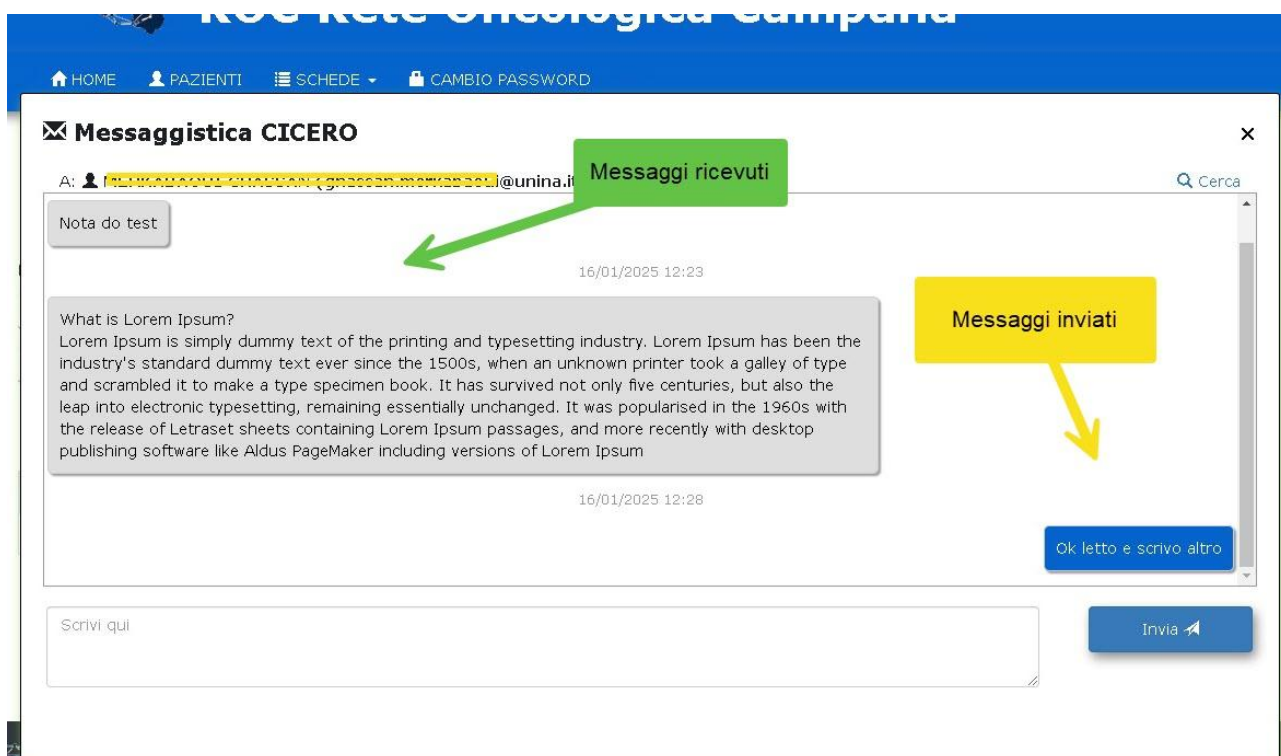 ROC Rete Oncologica Campana
HOME PAZIENTI SCHEDE CAMBIO PASSWORD
Messaggistica CICERO
×
A: @unina.it
Messaggi ricevuti
Cerca
Nota do test
16/01/2025 12:23
Messaggi inviati
What is Lorem Ipsum?
Lorem Ipsum is simply dummy text of the printing and typesetting industry. Lorem Ipsum has been the
industry's standard dummy text ever since the 1500s, when an unknown printer took a galley of type
and scrambled it to make a type specimen book. It has survived not only five centuries, but also the
leap into electronic typesetting, remaining essentially unchanged. It was popularised in the 1960s with
the release of Letraset sheets containing Lorem Ipsum passages, and more recently with desktop
publishing software like Aldus PageMaker including versions of Lorem Ipsum
16/01/2025 12:28
Ok letto e scrivo altro
Scrivi qui
Invia